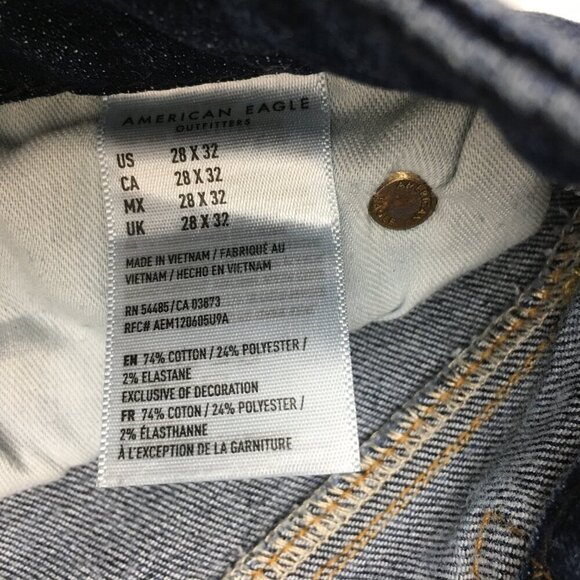 AMERICAN EAGLE
OUTFITTERS
US 28 X 32
CA 28 X 32
MX 28 X 32
UK 28 X 32
MADE IN VIETNAM / FABRIQUÉ AU
VIETNAM / HECHO EN VIETNAM
RN 54485 / CA 03873
RFC# AEM120605U9A
EN 74% COTTON / 24% POLYESTER /
2% ELASTANE
EXCLUSIVE OF DECORATION
FR 74% COTON / 24% POLYESTER /
2% ÉLASTHANNE
À L'EXCEPTION DE LA GARNITURE
AMERICAN